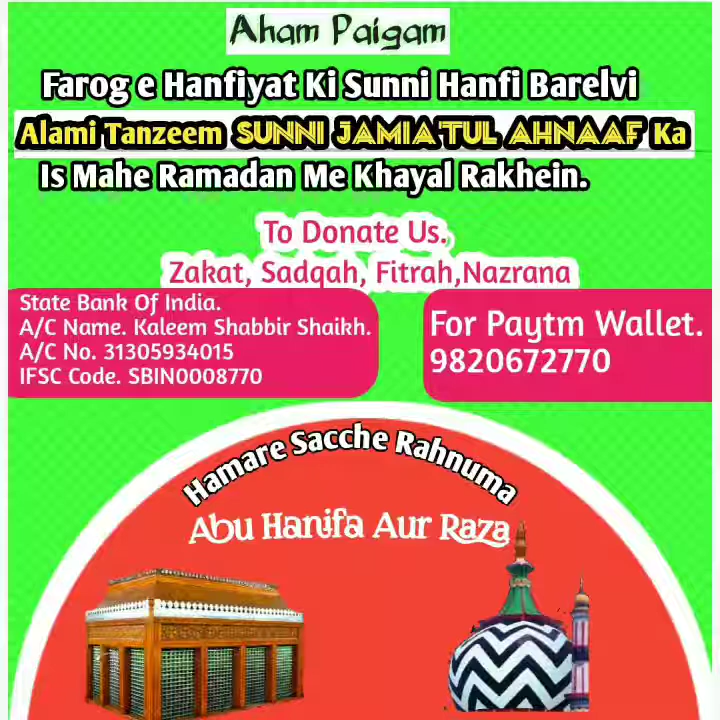 Aham Paigam
Farog e Hanfiyat Ki Sunni Hanfi Barelvi
Alami Tanzeem SUNNI JAMIA'TUL AHNAAF Ka
Is Mahe Ramadan Me Khayal Rakhein.
To Donate Us.
Zakat, Sadqah, Fitrah,Nazrana
State Bank Of India.
A/C Name. Kaleem Shabbir Shaikh.
A/C No. 31305934015
IFSC Code. SBIN0008770
For Paytm Wallet.
9820672770
Hamare Sacche Rahnuma
Abu Hanifa Aur Raza